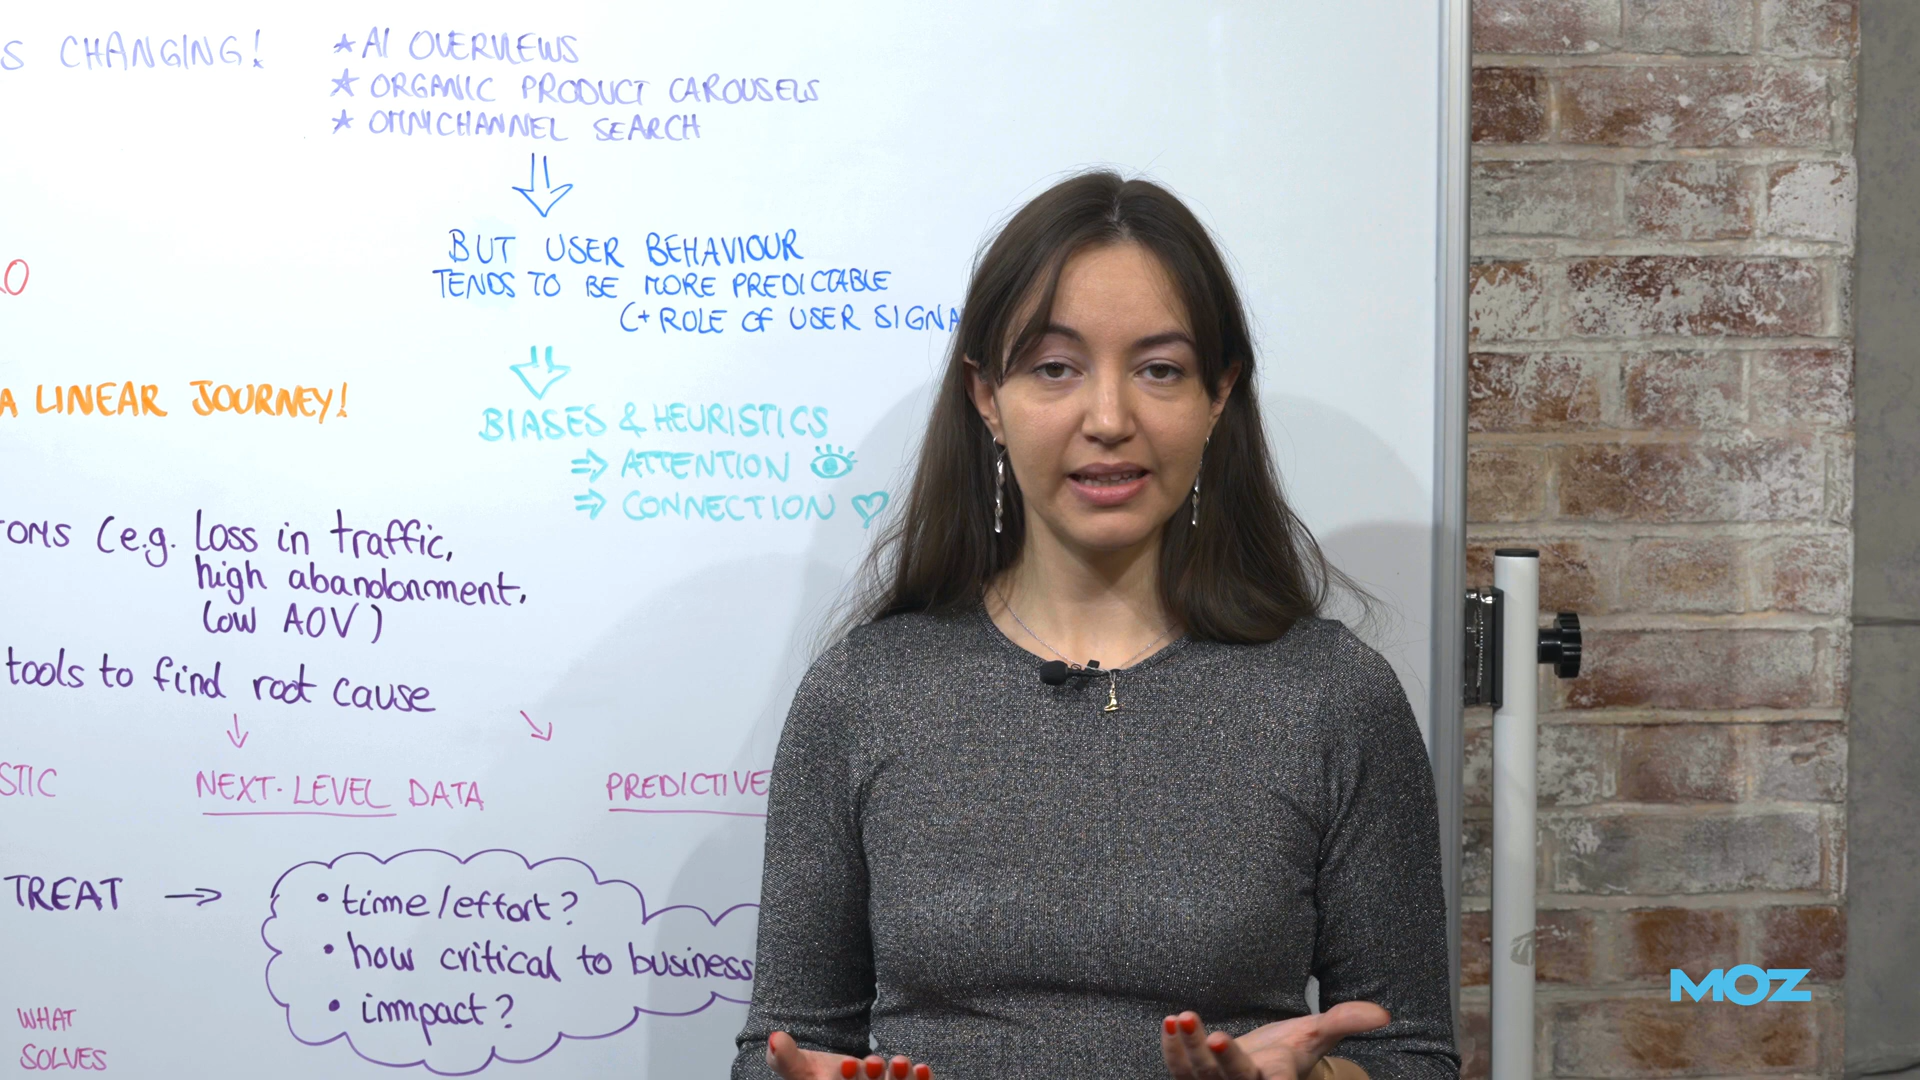 S CHANGING!
★ AI OVERVIEWS
★ ORGANIC PRODUCT CAROUSELS
★ OMNICHANNEL SEARCH
BUT USER BEHAVIOUR
TENDS TO BE MORE PREDICTABLE
(+ ROLE OF USER SIGNA
O
A LINEAR JOURNEY!
BIASES & HEURISTICS
⇒ ATTENTION
⇒ CONNECTION
OMS (e.g. loss in traffic,
high abandonment,
low AOV)
tools to find root cause
STIC
NEXT-LEVEL DATA
PREDICTIVE
TREAT →
• time/effort?
• how critical to business
• impact?
WHAT
SOLVES
MOZ